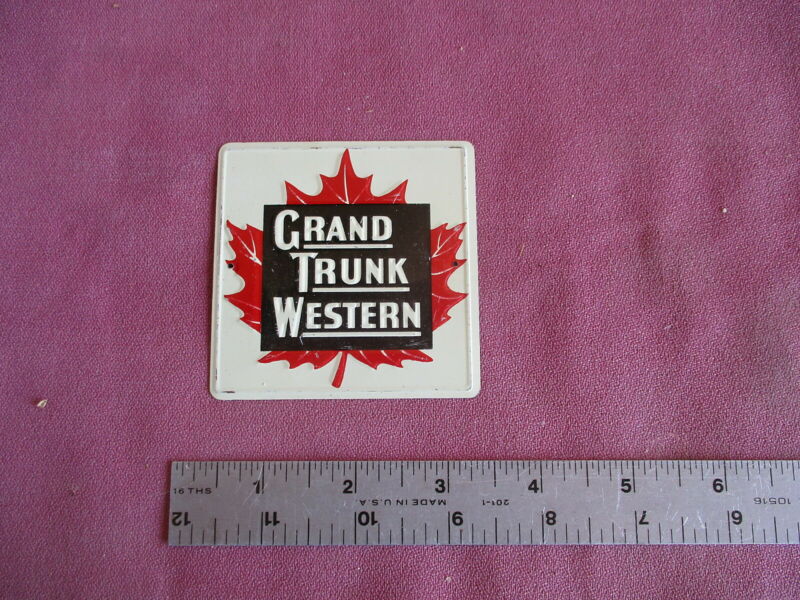 GRAND
TRUNK
WESTERN
16 THS 1 2 3 4 5 6
MADE IN U.S.A. 201-1 10516
12 11 10 9 8 7 6